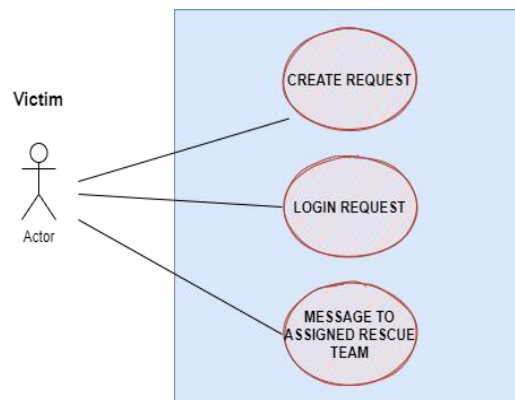 Victim
Actor
CREATE REQUEST
LOGIN REQUEST
MESSAGE TO
ASSIGNED RESCUE
TEAM